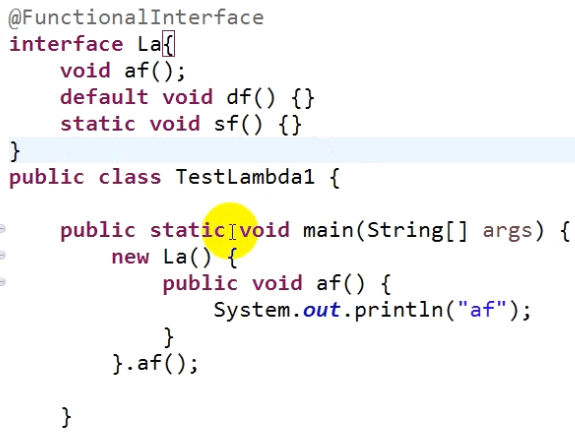 @FunctionalInterface
interface La{
    void af();
    default void df() {}
    static void sf() {}
}
public class TestLambda1 {
    public static void main(String[] args) {
        new La() {
            public void af() {
                System.out.println("af");
            }
        }.af();
    }